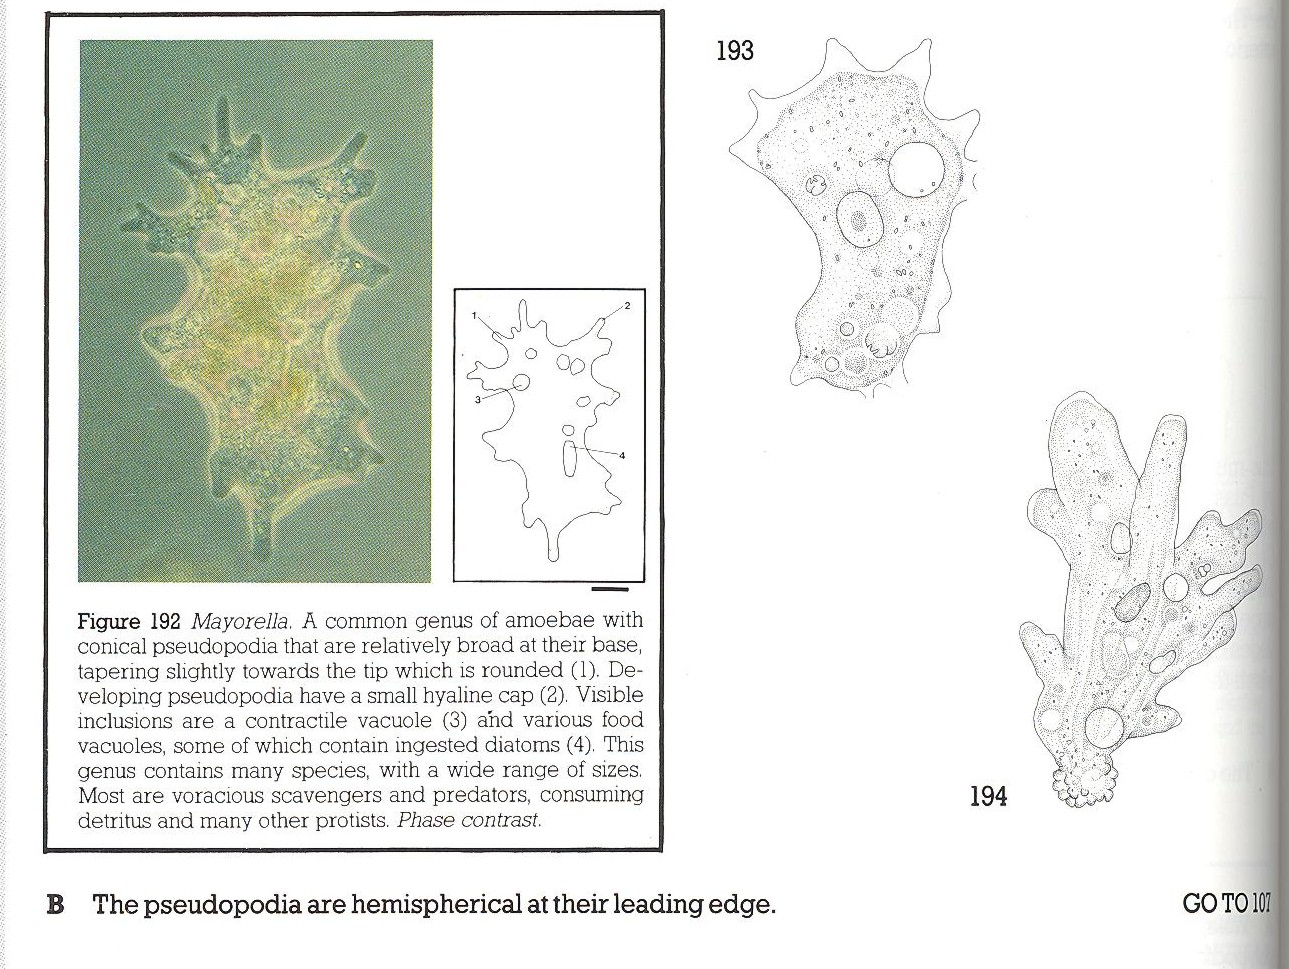 193
1
2
3
4
Figure 192 Mayorella. A common genus of amoebae with
conical pseudopodia that are relatively broad at their base,
tapering slightly towards the tip which is rounded (1). De-
veloping pseudopodia have a small hyaline cap (2). Visible
inclusions are a contractile vacuole (3) and various food
vacuoles, some of which contain ingested diatoms (4). This
genus contains many species, with a wide range of sizes.
Most are voracious scavengers and predators, consuming
detritus and many other protists. Phase contrast.
194
B The pseudopodia are hemispherical at their leading edge.
GO TO 107